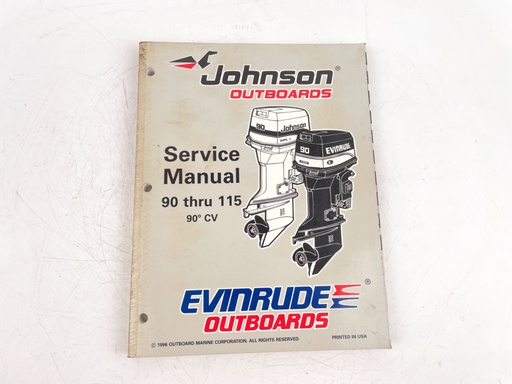 Johnson®
OUTBOARDS
Service
Manual
90 thru 115
90° CV
90 Johnson
90 EVINRUDE
EVINRUDE®
OUTBOARDS
© 1996 OUTBOARD MARINE CORPORATION. ALL RIGHTS RESERVED. PRINTED IN USA